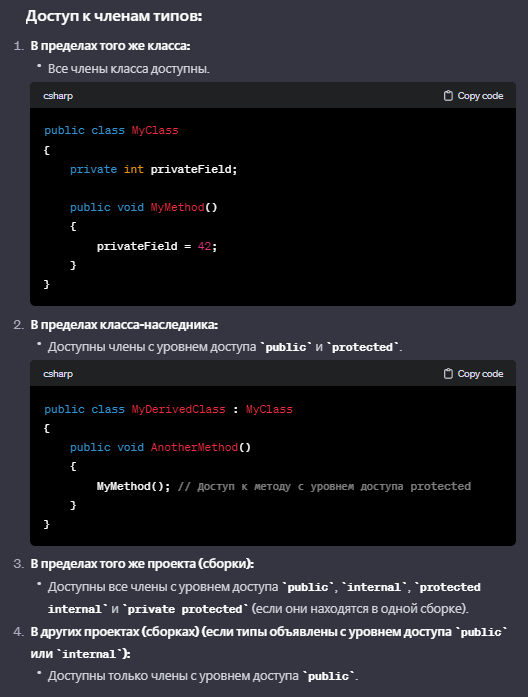 Доступ к членам типов:
1. В пределах того же класса:
• Все члены класса доступны.
csharp Copy code
public class MyClass
{
    private int privateField;
    public void MyMethod()
    {
        privateField = 42;
    }
}
2. В пределах класса-наследника:
• Доступны члены с уровнем доступа `public` и `protected`.
csharp Copy code
public class MyDerivedClass : MyClass
{
    public void AnotherMethod()
    {
        MyMethod(); // Доступ к методу с уровнем доступа protected
    }
}
3. В пределах того же проекта (сборки):
• Доступны все члены с уровнем доступа `public`, `internal`, `protected
internal` и `private protected` (если они находятся в одной сборке).
4. В других проектах (сборках) (если типы объявлены с уровнем доступа `public`
или `internal`):
• Доступны только члены с уровнем доступа `public`.